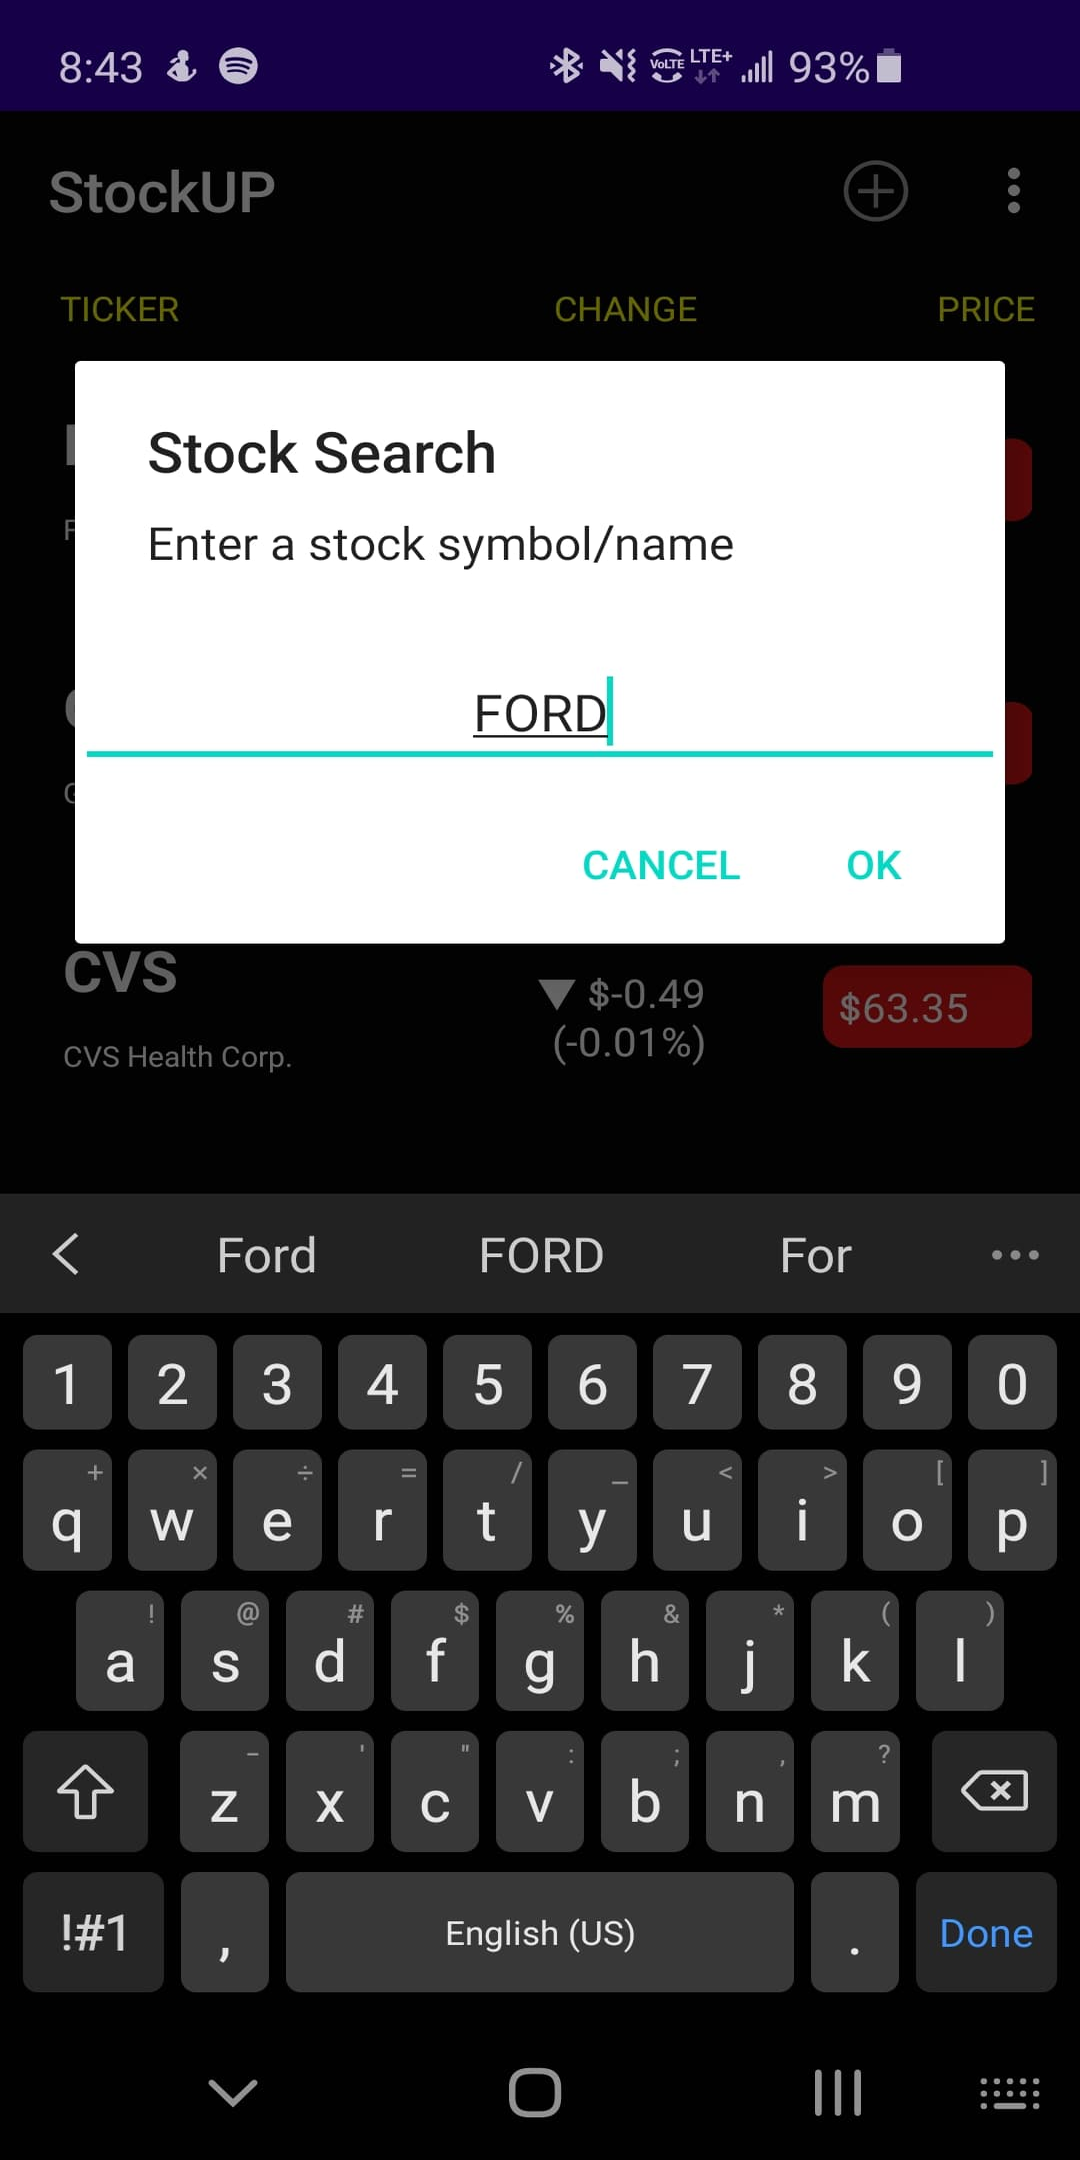 8:43 VoLTE LTE+ 93%
StockUP
TICKER CHANGE PRICE
Stock Search
Enter a stock symbol/name
FORD
CANCEL OK
CVS
▼ $-0.49
(-0.01%)
$63.35
CVS Health Corp.
< Ford FORD For •••
1 2 3 4 5 6 7 8 9 0
+ × ÷ = / _ < > [ ]
q w e r t y u i o p
! @ # $ % & * ( )
a s d f g h j k l
- ' " : ; , ?
z x c v b n m
!#1 , English (US) . Done